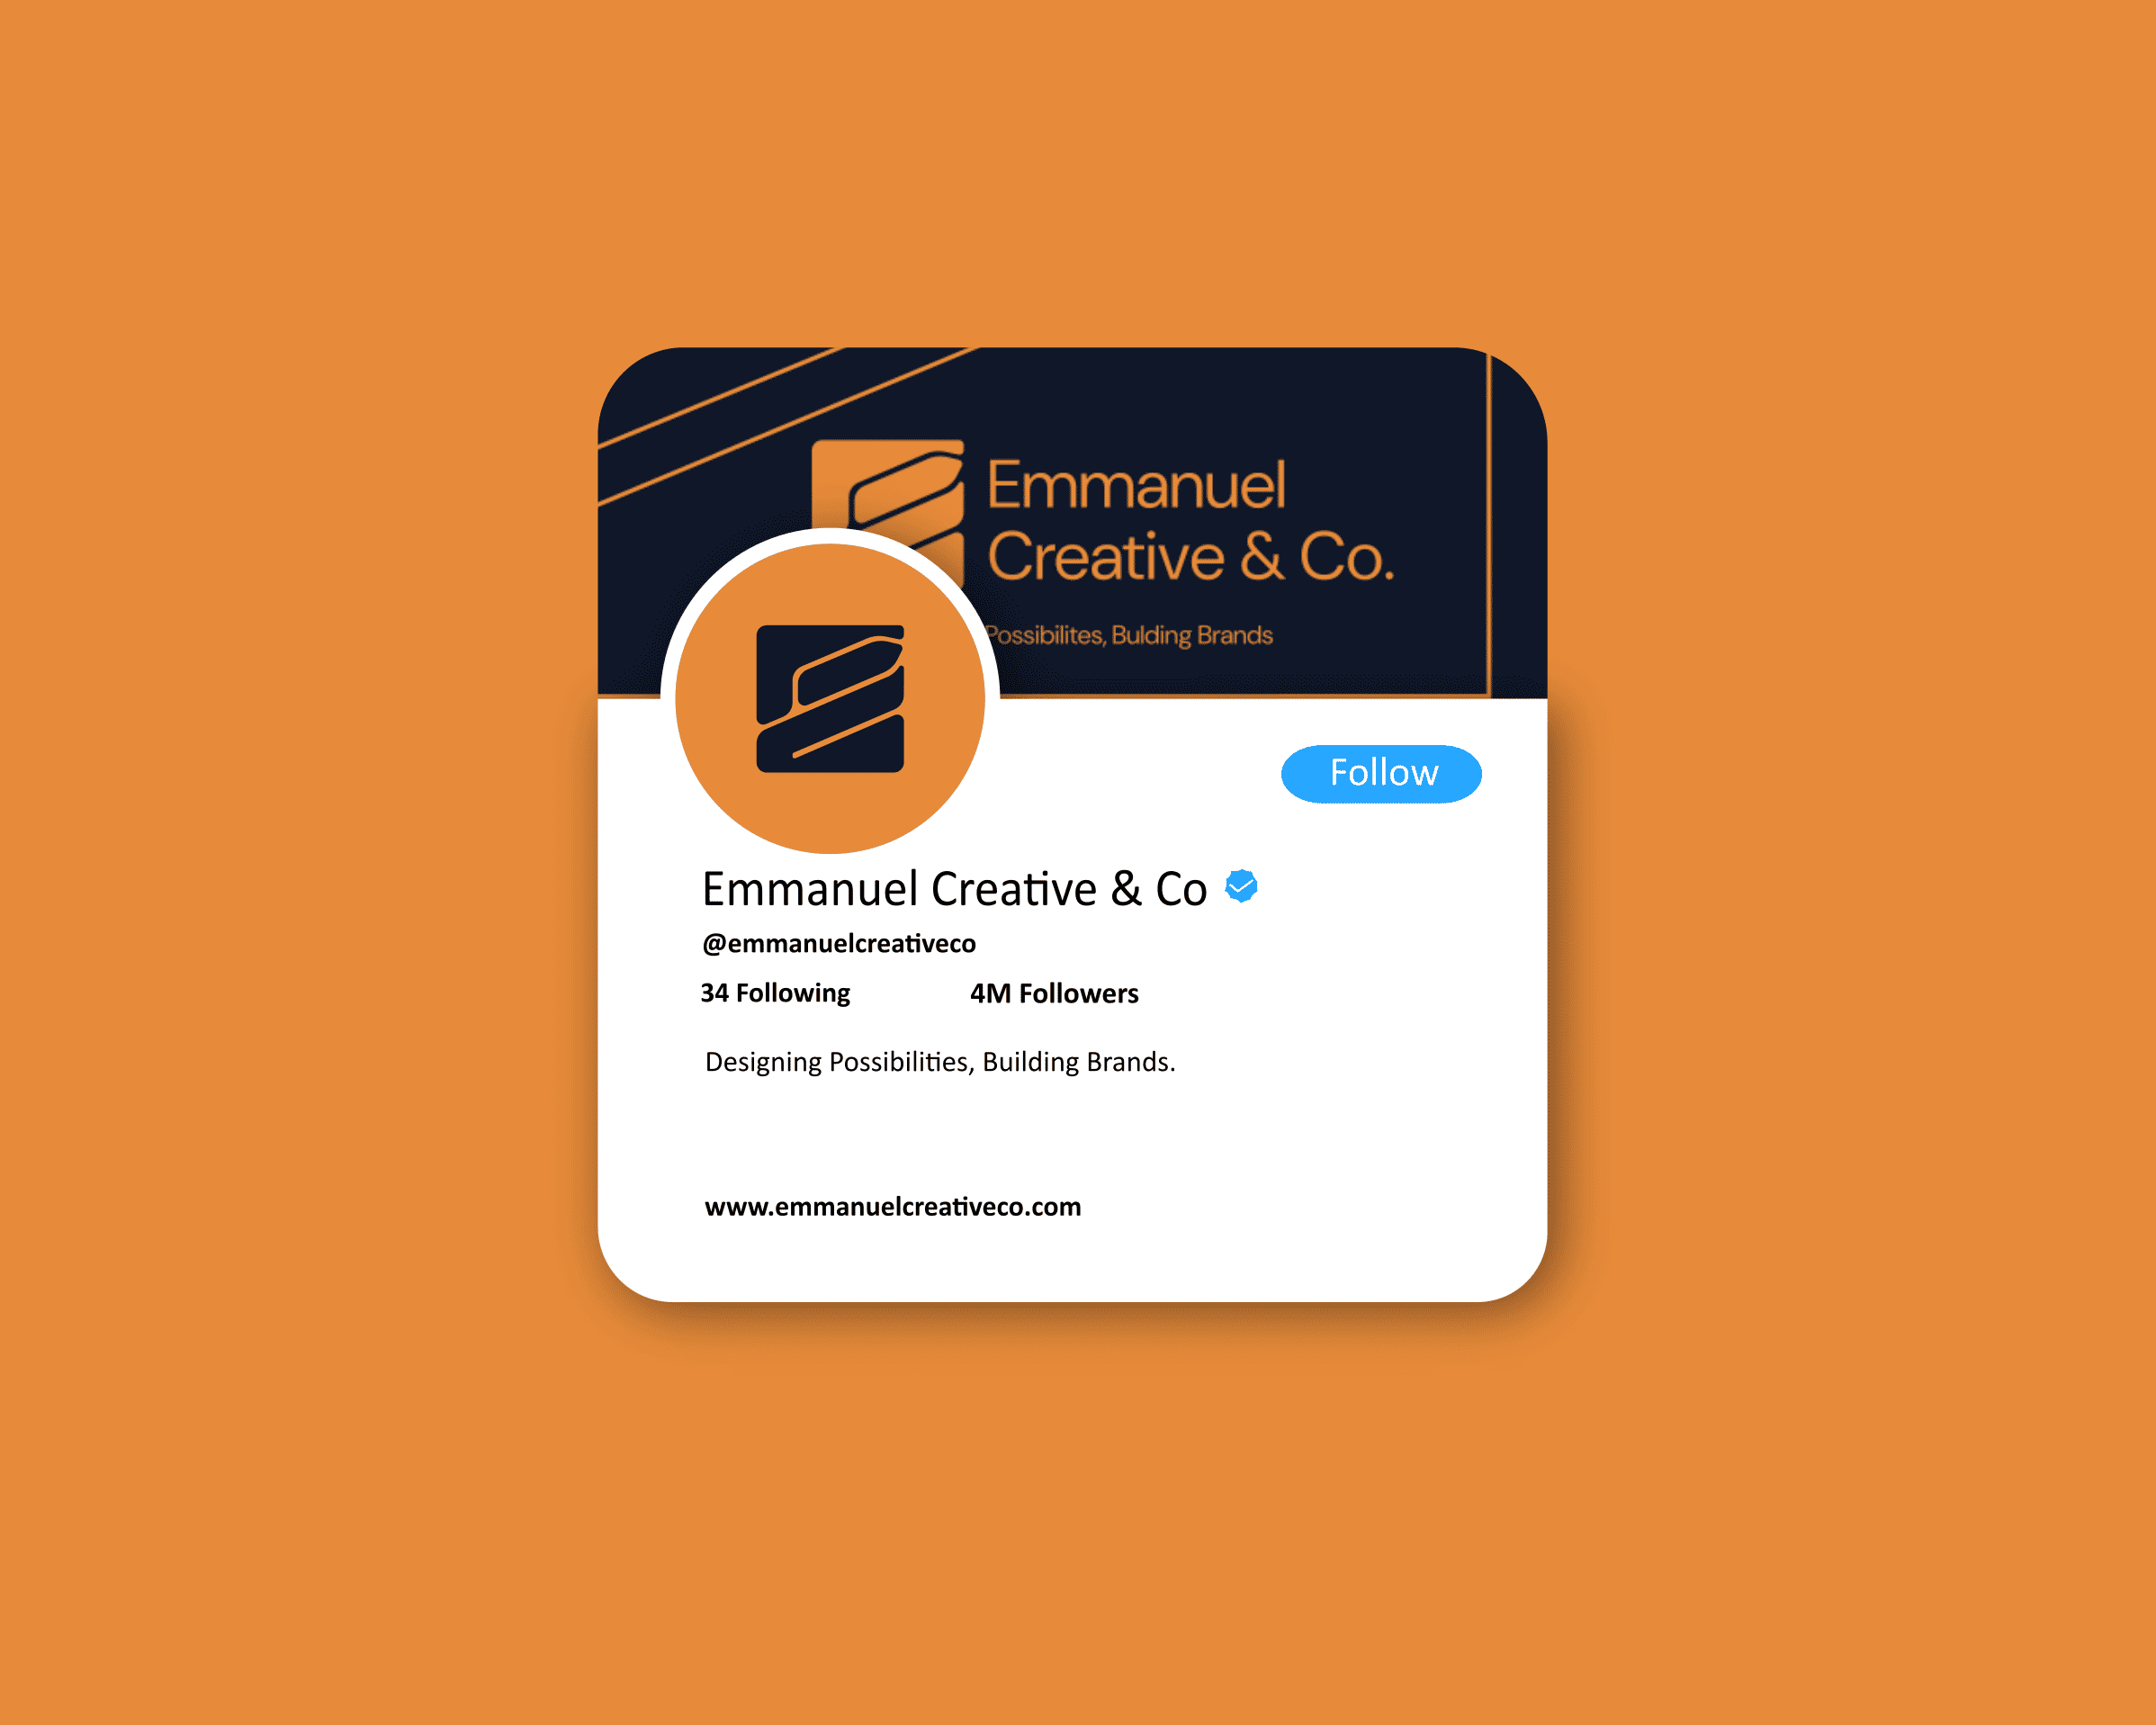 Emmanuel
Creative & Co.
Possibilites, Bulding Brands
Follow
Emmanuel Creative & Co
@emmanuelcreativeco
34 Following 4M Followers
Designing Possibilities, Building Brands.
www.emmanuelcreativeco.com